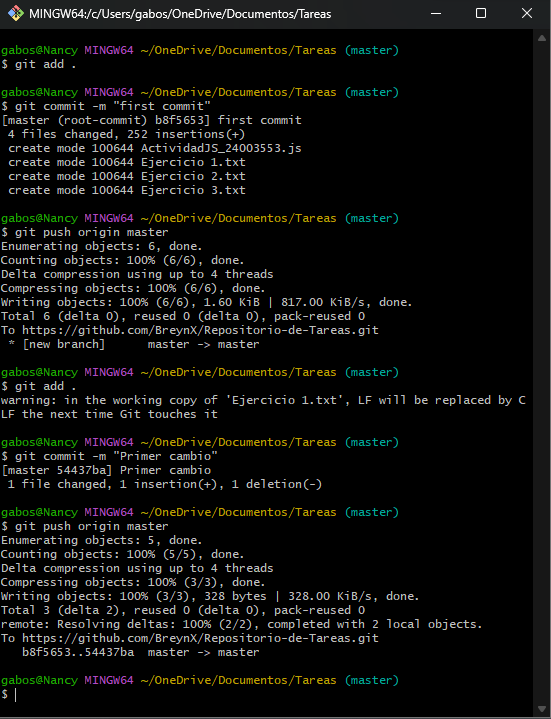 MINGW64:/c/Users/gabos/OneDrive/Documentos/Tareas
gabos@Nancy MINGW64 ~/OneDrive/Documentos/Tareas (master)
$ git add .
gabos@Nancy MINGW64 ~/OneDrive/Documentos/Tareas (master)
$ git commit -m "first commit"
[master (root-commit) b8f5653] first commit
 4 files changed, 252 insertions(+)
 create mode 100644 ActividadJS_24003553.js
 create mode 100644 Ejercicio 1.txt
 create mode 100644 Ejercicio 2.txt
 create mode 100644 Ejercicio 3.txt
gabos@Nancy MINGW64 ~/OneDrive/Documentos/Tareas (master)
$ git push origin master
Enumerating objects: 6, done.
Counting objects: 100% (6/6), done.
Delta compression using up to 4 threads
Compressing objects: 100% (6/6), done.
Writing objects: 100% (6/6), 1.60 KiB | 817.00 KiB/s, done.
Total 6 (delta 0), reused 0 (delta 0), pack-reused 0
To https://github.com/BreynX/Repositorio-de-Tareas.git
 * [new branch]      master -> master
gabos@Nancy MINGW64 ~/OneDrive/Documentos/Tareas (master)
$ git add .
warning: in the working copy of 'Ejercicio 1.txt', LF will be replaced by C
LF the next time Git touches it
gabos@Nancy MINGW64 ~/OneDrive/Documentos/Tareas (master)
$ git commit -m "Primer cambio"
[master 54437ba] Primer cambio
 1 file changed, 1 insertion(+), 1 deletion(-)
gabos@Nancy MINGW64 ~/OneDrive/Documentos/Tareas (master)
$ git push origin master
Enumerating objects: 5, done.
Counting objects: 100% (5/5), done.
Delta compression using up to 4 threads
Compressing objects: 100% (3/3), done.
Writing objects: 100% (3/3), 328 bytes | 328.00 KiB/s, done.
Total 3 (delta 2), reused 0 (delta 0), pack-reused 0
remote: Resolving deltas: 100% (2/2), completed with 2 local objects.
To https://github.com/BreynX/Repositorio-de-Tareas.git
   b8f5653..54437ba  master -> master
gabos@Nancy MINGW64 ~/OneDrive/Documentos/Tareas (master)
$